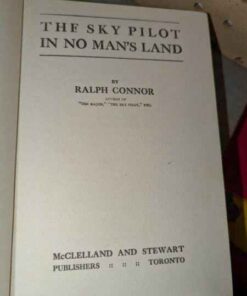 THE SKY PILOT
IN NO MAN'S LAND
BY
RALPH CONNOR
AUTHOR OF
"THE MAJOR," "THE SKY PILOT," ETC.
McCLELLAND AND STEWART
PUBLISHERS : : : TORONTO